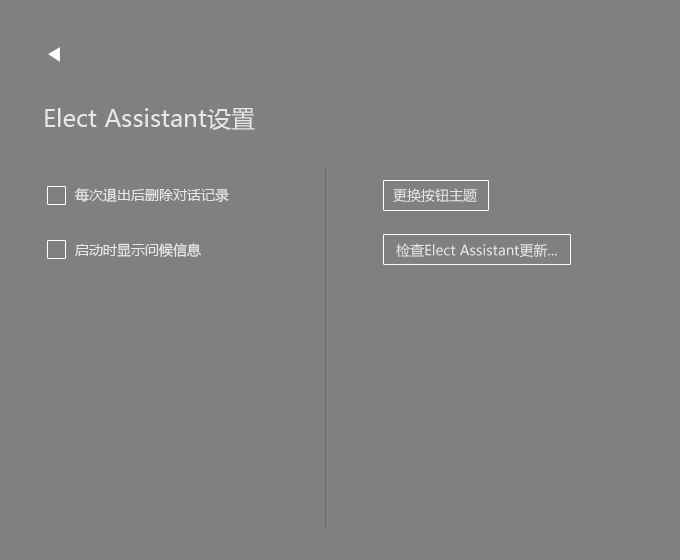 Elect Assistant设置
每次退出后删除对话记录
启动时显示问候信息
更换按钮主题
检查Elect Assistant更新...